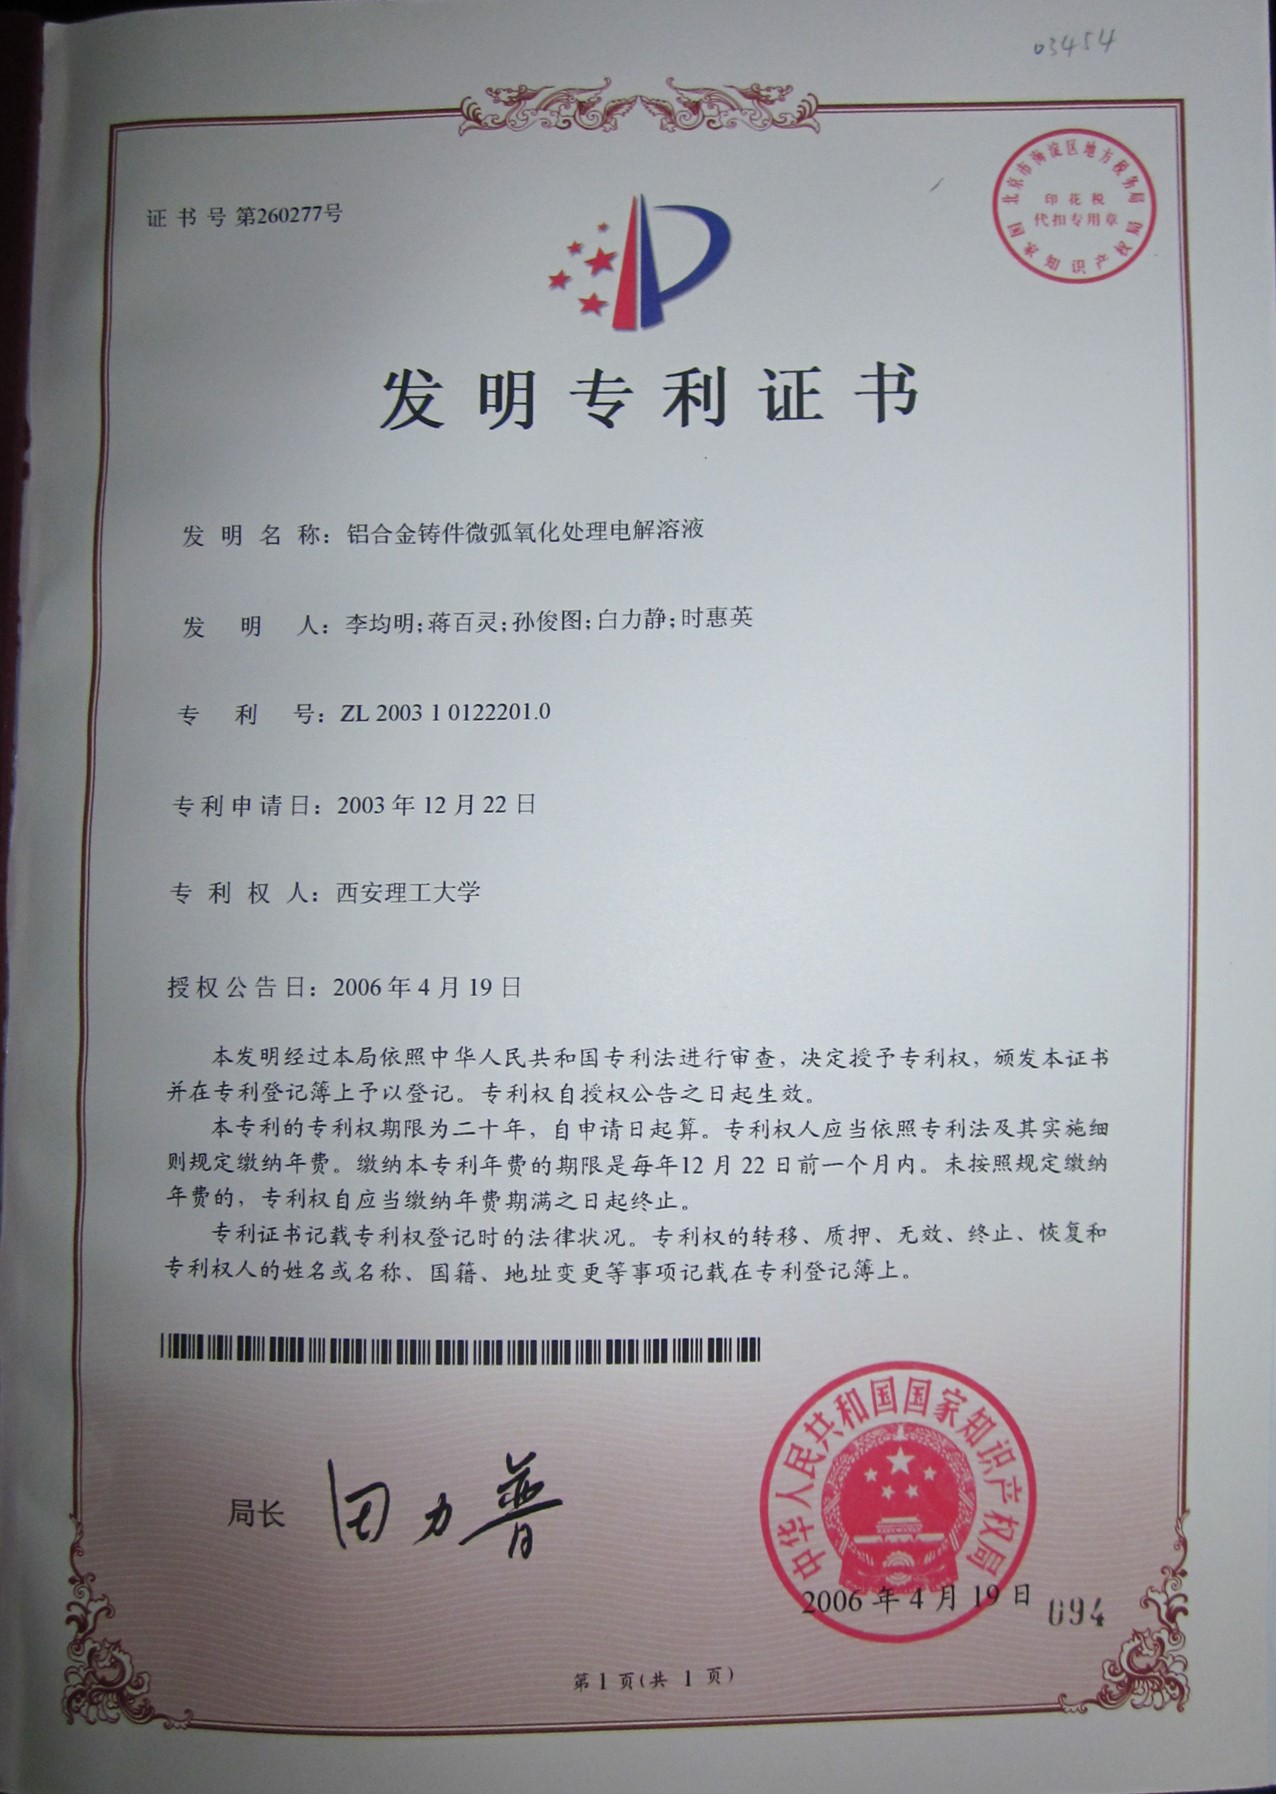 03454
北京市海淀区地方税务局
印花税
代扣专用章
国家知识产权局
证书号第260277号
发明专利证书
发明名称：铝合金铸件微弧氧化处理电解溶液
发明人：李均明;蒋百灵;孙俊图;白力静;时惠英
专利号：ZL 2003 1 0122201.0
专利申请日：2003年12月22日
专利权人：西安理工大学
授权公告日：2006年4月19日
本发明经过本局依照中华人民共和国专利法进行审查，决定授予专利权，颁发本证书
并在专利登记簿上予以登记。专利权自授权公告之日起生效。
本专利的专利权期限为二十年，自申请日起算。专利权人应当依照专利法及其实施细
则规定缴纳年费。缴纳本专利年费的期限是每年12月22日前一个月内。未按照规定缴纳
年费的，专利权自应当缴纳年费期满之日起终止。
专利证书记载专利权登记时的法律状况。专利权的转移、质押、无效、终止、恢复和
专利权人的姓名或名称、国籍、地址变更等事项记载在专利登记簿上。
局长 田力普
中华人民共和国国家知识产权局
2006年4月19日
094
第1页(共1页)